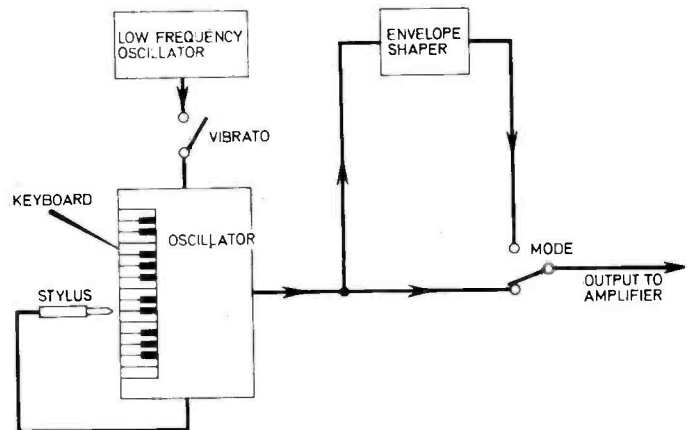 LOW FREQUENCY
OSCILLATOR
ENVELOPE
SHAPER
VIBRATO
KEYBOARD
OSCILLATOR
MODE
STYLUS
OUTPUT TO
AMPLIFIER